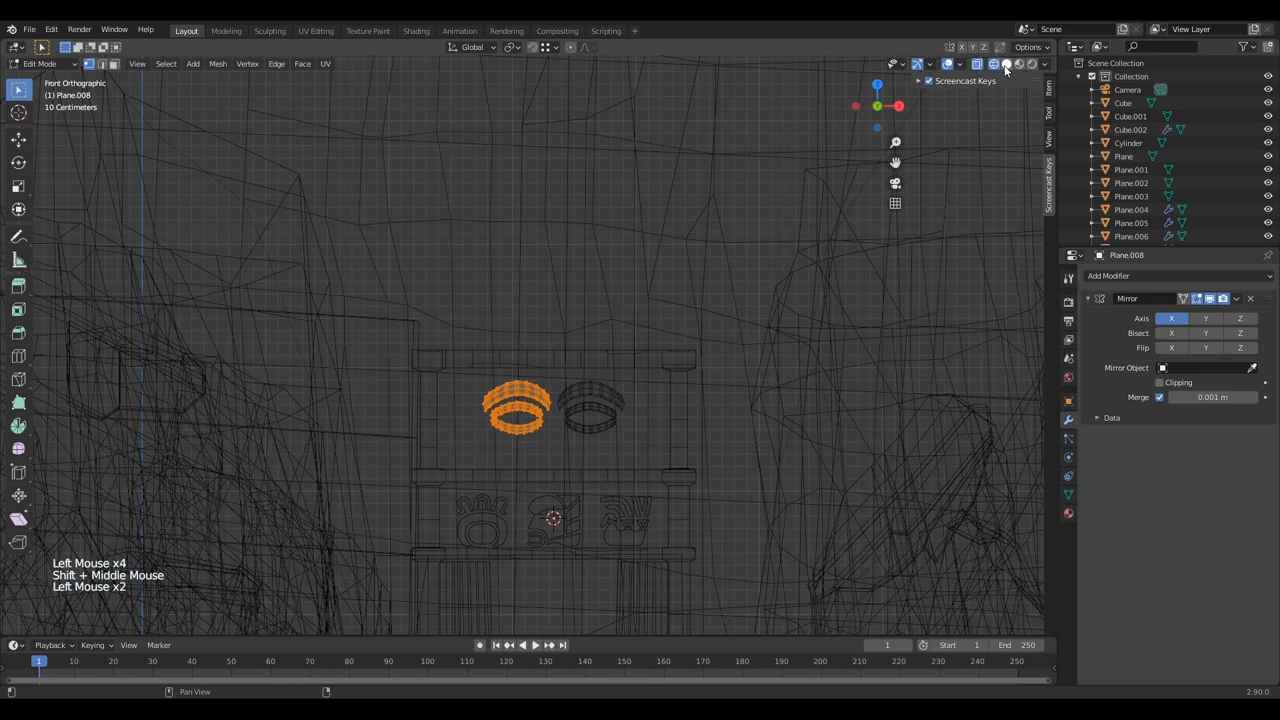 File Edit Render Window Help Layout Modeling Sculpting UV Editing Texture Paint Shading Animation Compositing Rendering Scripting + Scene View Layer
Global X Y Z Options
Edit Mode View Select Add Mesh Vertex Edge Face UV
Scene Collection
Front Orthographic
(1) Plane.008
10 Centimeters
Screencast Keys
Z
Y
X
Item
Tool
View
Screencast Keys
Collection
Camera
Cube
Cube.001
Cube.002
Cylinder
Plane
Plane.001
Plane.002
Plane.003
Plane.004
Plane.005
Plane.006
Plane.008
Add Modifier
Mirror
Axis X Y Z
Bisect X Y Z
Flip X Y Z
Mirror Object
Clipping
Merge 0.001 m
Data
Left Mouse x4
Shift + Middle Mouse
Left Mouse x2
Playback Keying View Marker 1 Start 1 End 250
1 10 20 30 40 50 60 70 80 90 100 110 120 130 140 150 160 170 180 190 200 210 220 230 240 250
Pan View 2.90.0